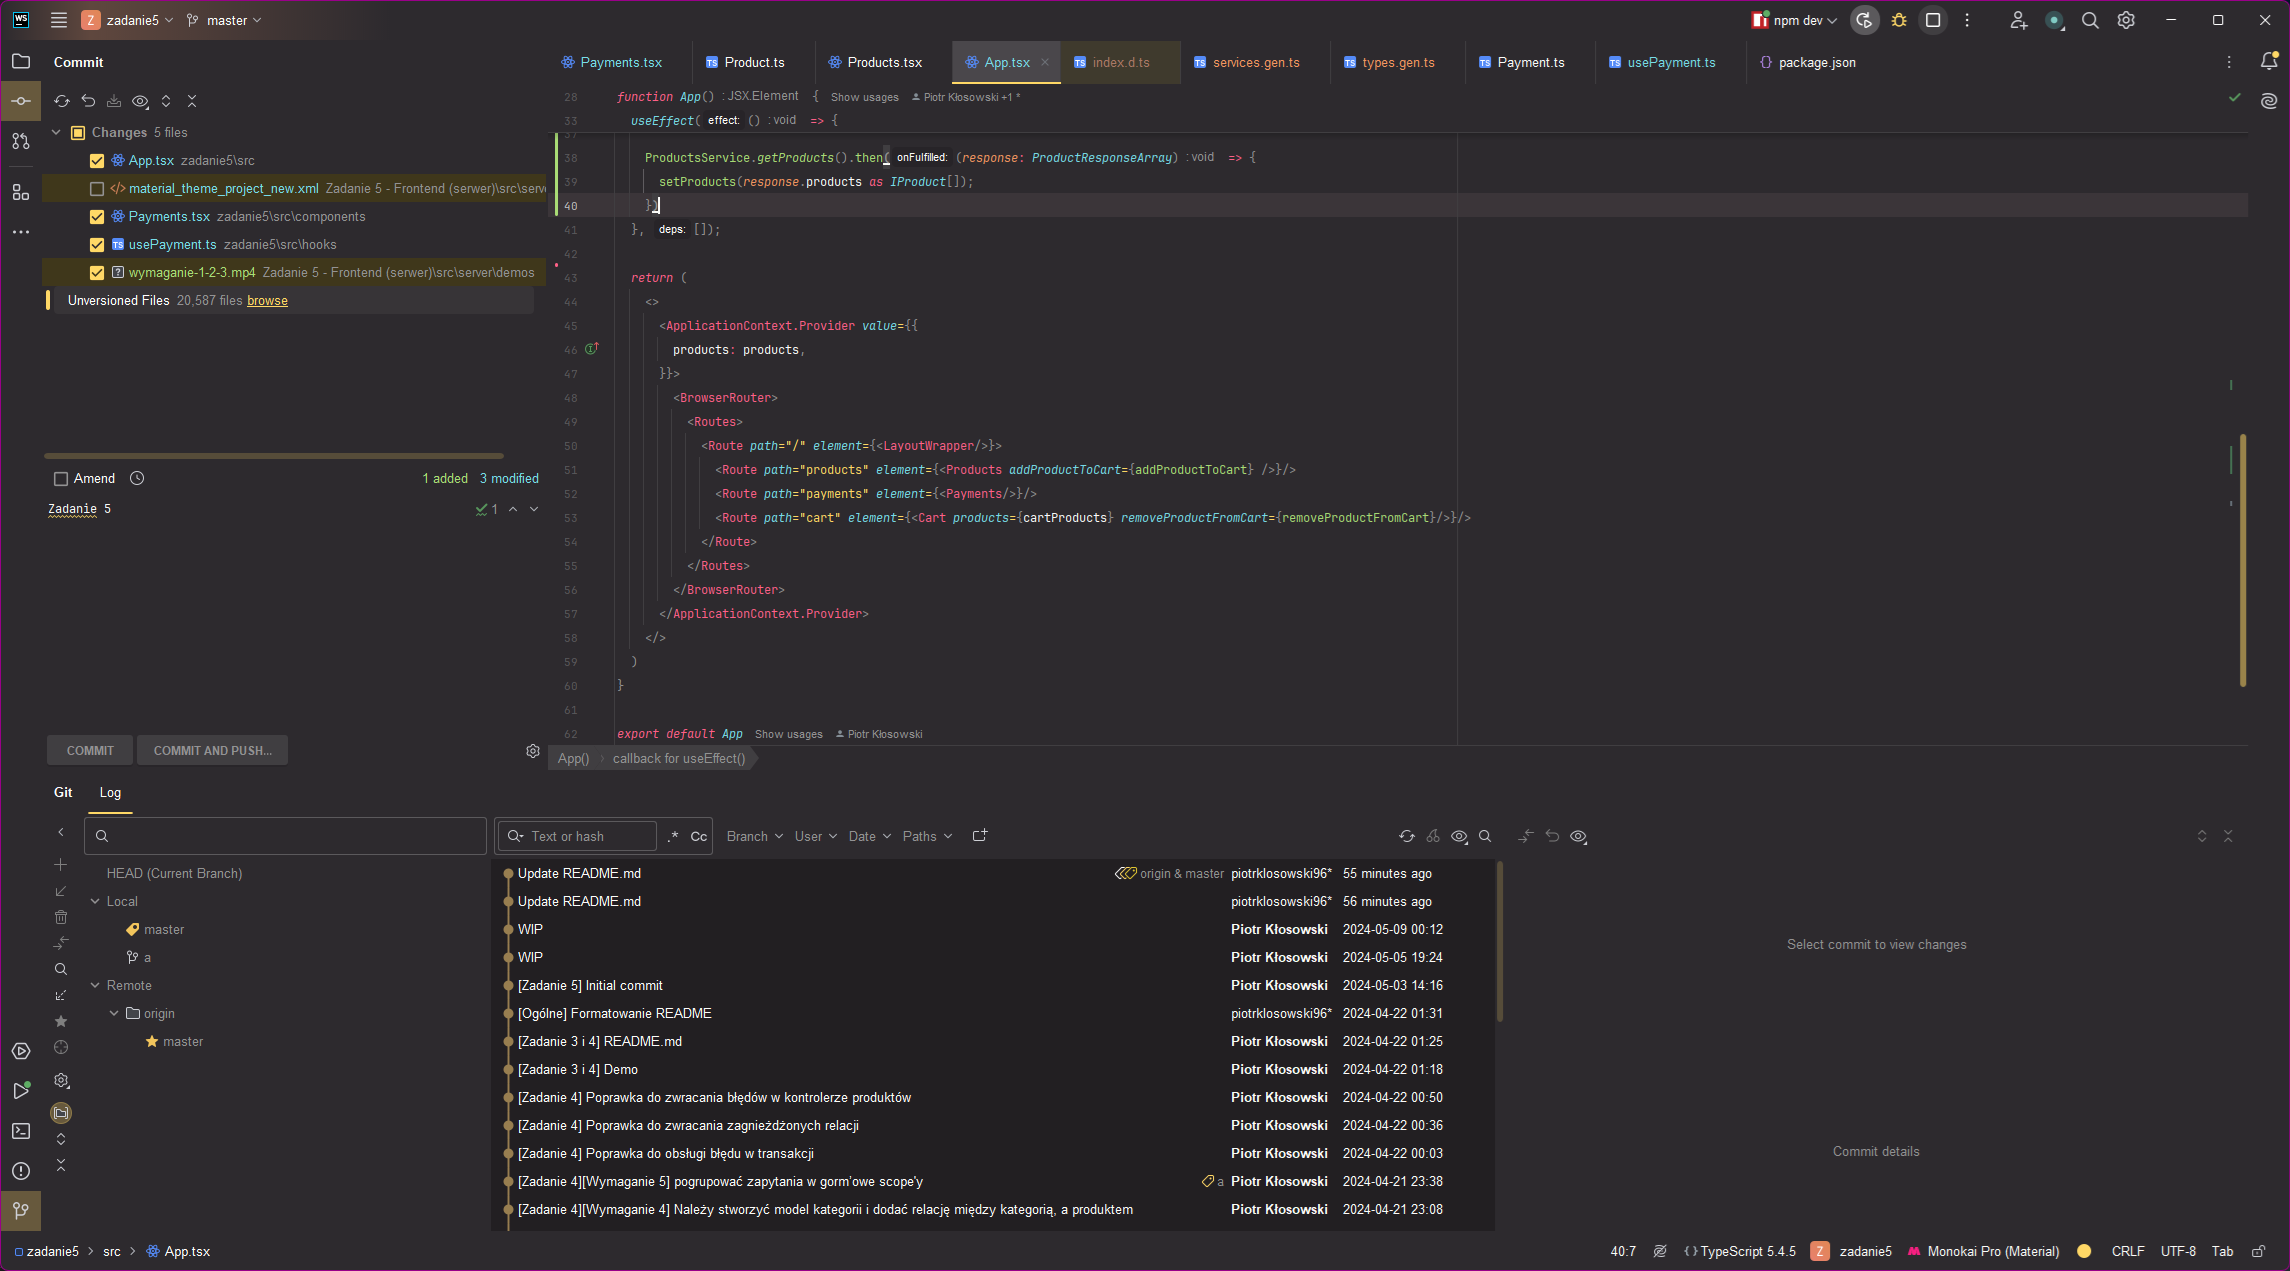 WS
Z zadanie5 master
npm dev
Commit
Payments.tsx Product.ts Products.tsx App.tsx index.d.ts services.gen.ts types.gen.ts Payment.ts usePayment.ts package.json
Changes 5 files
App.tsx zadanie5\src
material_theme_project_new.xml Zadanie 5 - Frontend (serwer)\src\serve
Payments.tsx zadanie5\src\components
usePayment.ts zadanie5\src\hooks
wymaganie-1-2-3.mp4 Zadanie 5 - Frontend (serwer)\src\server\demos
Unversioned Files 20,587 files browse
Amend 1 added 3 modified
Zadanie 5 1
COMMIT COMMIT AND PUSH...
28 function App() : JSX.Element { Show usages Piotr Kłosowski +1 *
33 useEffect( effect: () : void => {
37
38 ProductsService.getProducts().then( onFulfilled: (response: ProductResponseArray) : void => {
39 setProducts(response.products as IProduct[]);
40 })
41 }, deps: []);
42
43 return (
44 <>
45 <ApplicationContext.Provider value={{
46 products: products,
47 }}>
48 <BrowserRouter>
49 <Routes>
50 <Route path="/" element={<LayoutWrapper/>}>
51 <Route path="products" element={<Products addProductToCart={addProductToCart} />}/>
52 <Route path="payments" element={<Payments/>}/>
53 <Route path="cart" element={<Cart products={cartProducts} removeProductFromCart={removeProductFromCart}/>}/>
54 </Route>
55 </Routes>
56 </BrowserRouter>
57 </ApplicationContext.Provider>
58 </>
59 )
60 }
61
62 export default App Show usages Piotr Kłosowski
App() callback for useEffect()
Git Log
Text or hash .* Cc Branch User Date Paths
HEAD (Current Branch)
Local
master
a
Remote
origin
master
Update README.md origin & master piotrklosowski96* 55 minutes ago
Update README.md piotrklosowski96* 56 minutes ago
WIP Piotr Kłosowski 2024-05-09 00:12
WIP Piotr Kłosowski 2024-05-05 19:24
[Zadanie 5] Initial commit Piotr Kłosowski 2024-05-03 14:16
[Ogólne] Formatowanie README piotrklosowski96* 2024-04-22 01:31
[Zadanie 3 i 4] README.md Piotr Kłosowski 2024-04-22 01:25
[Zadanie 3 i 4] Demo Piotr Kłosowski 2024-04-22 01:18
[Zadanie 4] Poprawka do zwracania błędów w kontrolerze produktów Piotr Kłosowski 2024-04-22 00:50
[Zadanie 4] Poprawka do zwracania zagnieżdżonych relacji Piotr Kłosowski 2024-04-22 00:36
[Zadanie 4] Poprawka do obsługi błędu w transakcji Piotr Kłosowski 2024-04-22 00:03
[Zadanie 4][Wymaganie 5] pogrupować zapytania w gorm'owe scope'y a Piotr Kłosowski 2024-04-21 23:38
[Zadanie 4][Wymaganie 4] Należy stworzyć model kategorii i dodać relację między kategorią, a produktem Piotr Kłosowski 2024-04-21 23:08
Select commit to view changes
Commit details
zadanie5 > src > App.tsx
40:7 {} TypeScript 5.4.5 Z zadanie5 Monokai Pro (Material) CRLF UTF-8 Tab